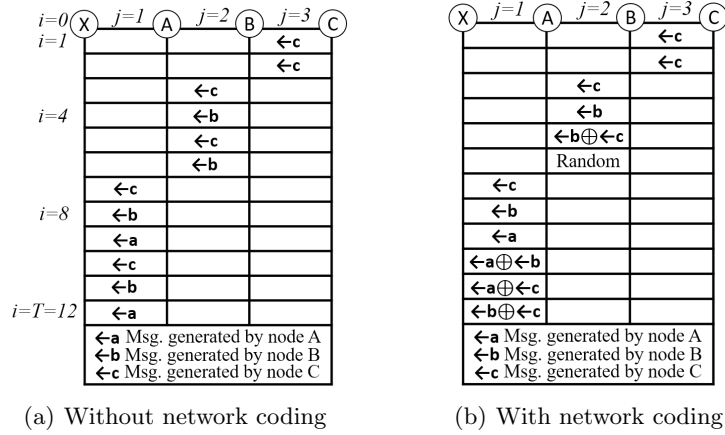 i=0 X j=1 A j=2 B j=3 C
i=1 ←c
←c
←c
i=4 ←b
←c
←b
←c
i=8 ←b
←a
←c
←b
i=T=12 ←a
←a Msg. generated by node A
←b Msg. generated by node B
←c Msg. generated by node C
(a) Without network coding
X j=1 A j=2 B j=3 C
←c
←c
←c
←b
←b⊕←c
Random
←c
←b
←a
←a⊕←b
←a⊕←c
←b⊕←c
←a Msg. generated by node A
←b Msg. generated by node B
←c Msg. generated by node C
(b) With network coding